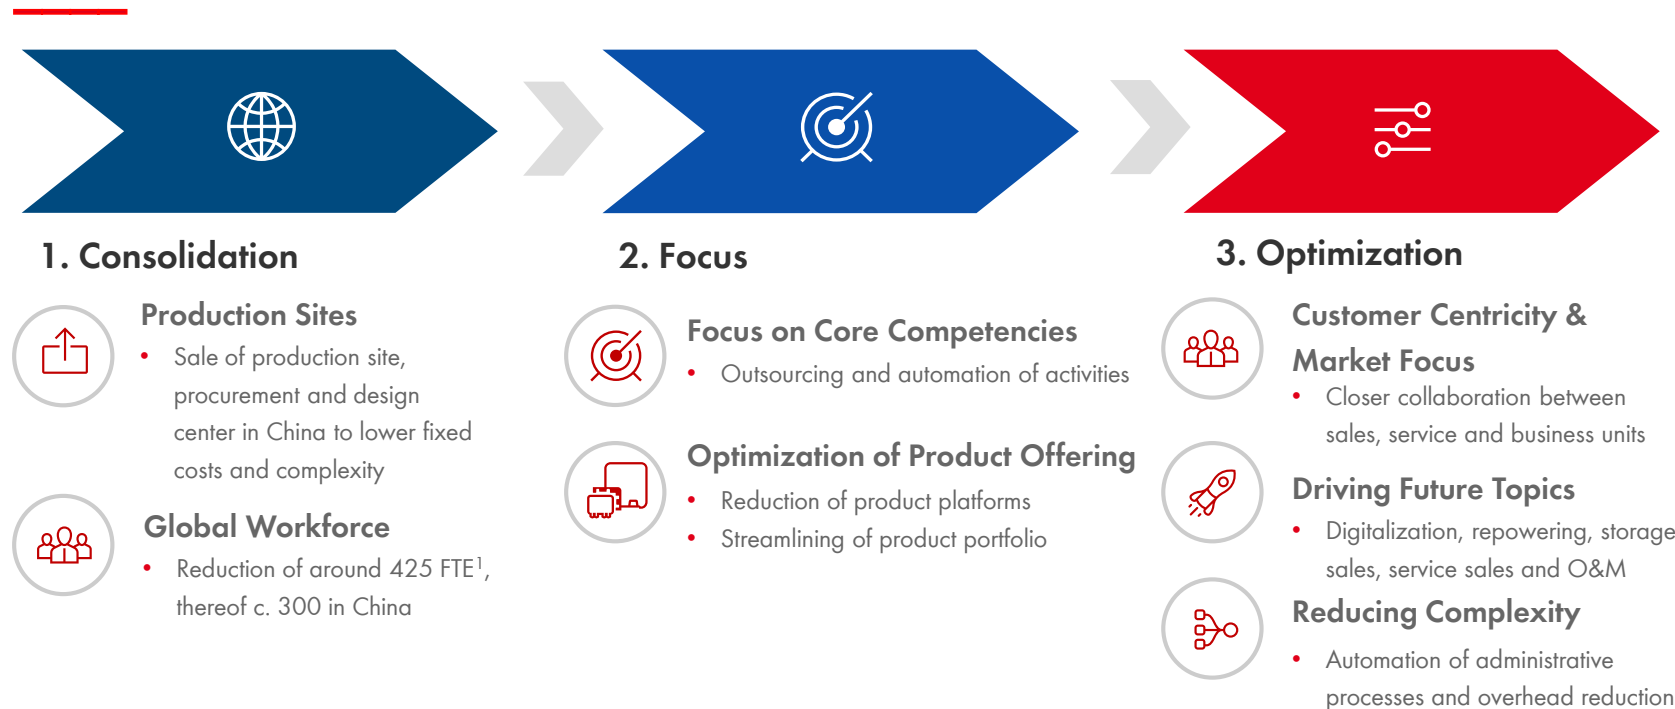 1. Consolidation
Production Sites
• Sale of production site,
procurement and design
center in China to lower fixed
costs and complexity
Global Workforce
• Reduction of around 425 FTE¹,
thereof c. 300 in China
2. Focus
Focus on Core Competencies
• Outsourcing and automation of activities
Optimization of Product Offering
• Reduction of product platforms
• Streamlining of product portfolio
3. Optimization
Customer Centricity &
Market Focus
• Closer collaboration between
sales, service and business units
Driving Future Topics
• Digitalization, repowering, storage
sales, service sales and O&M
Reducing Complexity
• Automation of administrative
processes and overhead reduction